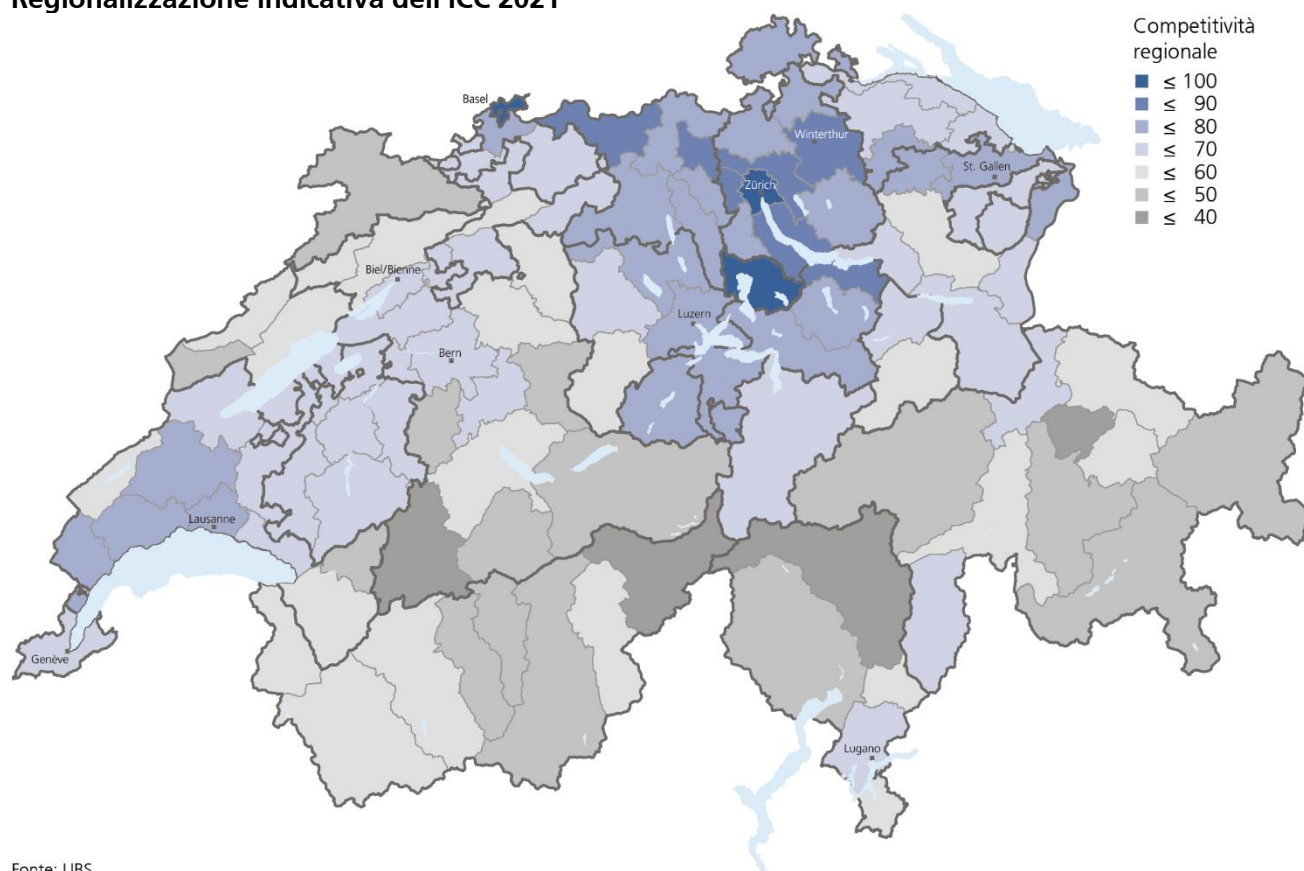 Regionalizzazione indicativa dell'ICC 2021
Competitività
regionale
≤ 100
≤ 90
≤ 80
≤ 70
≤ 60
≤ 50
≤ 40
Basel
Winterthur
St. Gallen
Zürich
Biel/Bienne
Luzern
Bern
Lausanne
Genève
Lugano
Fonte: UBS